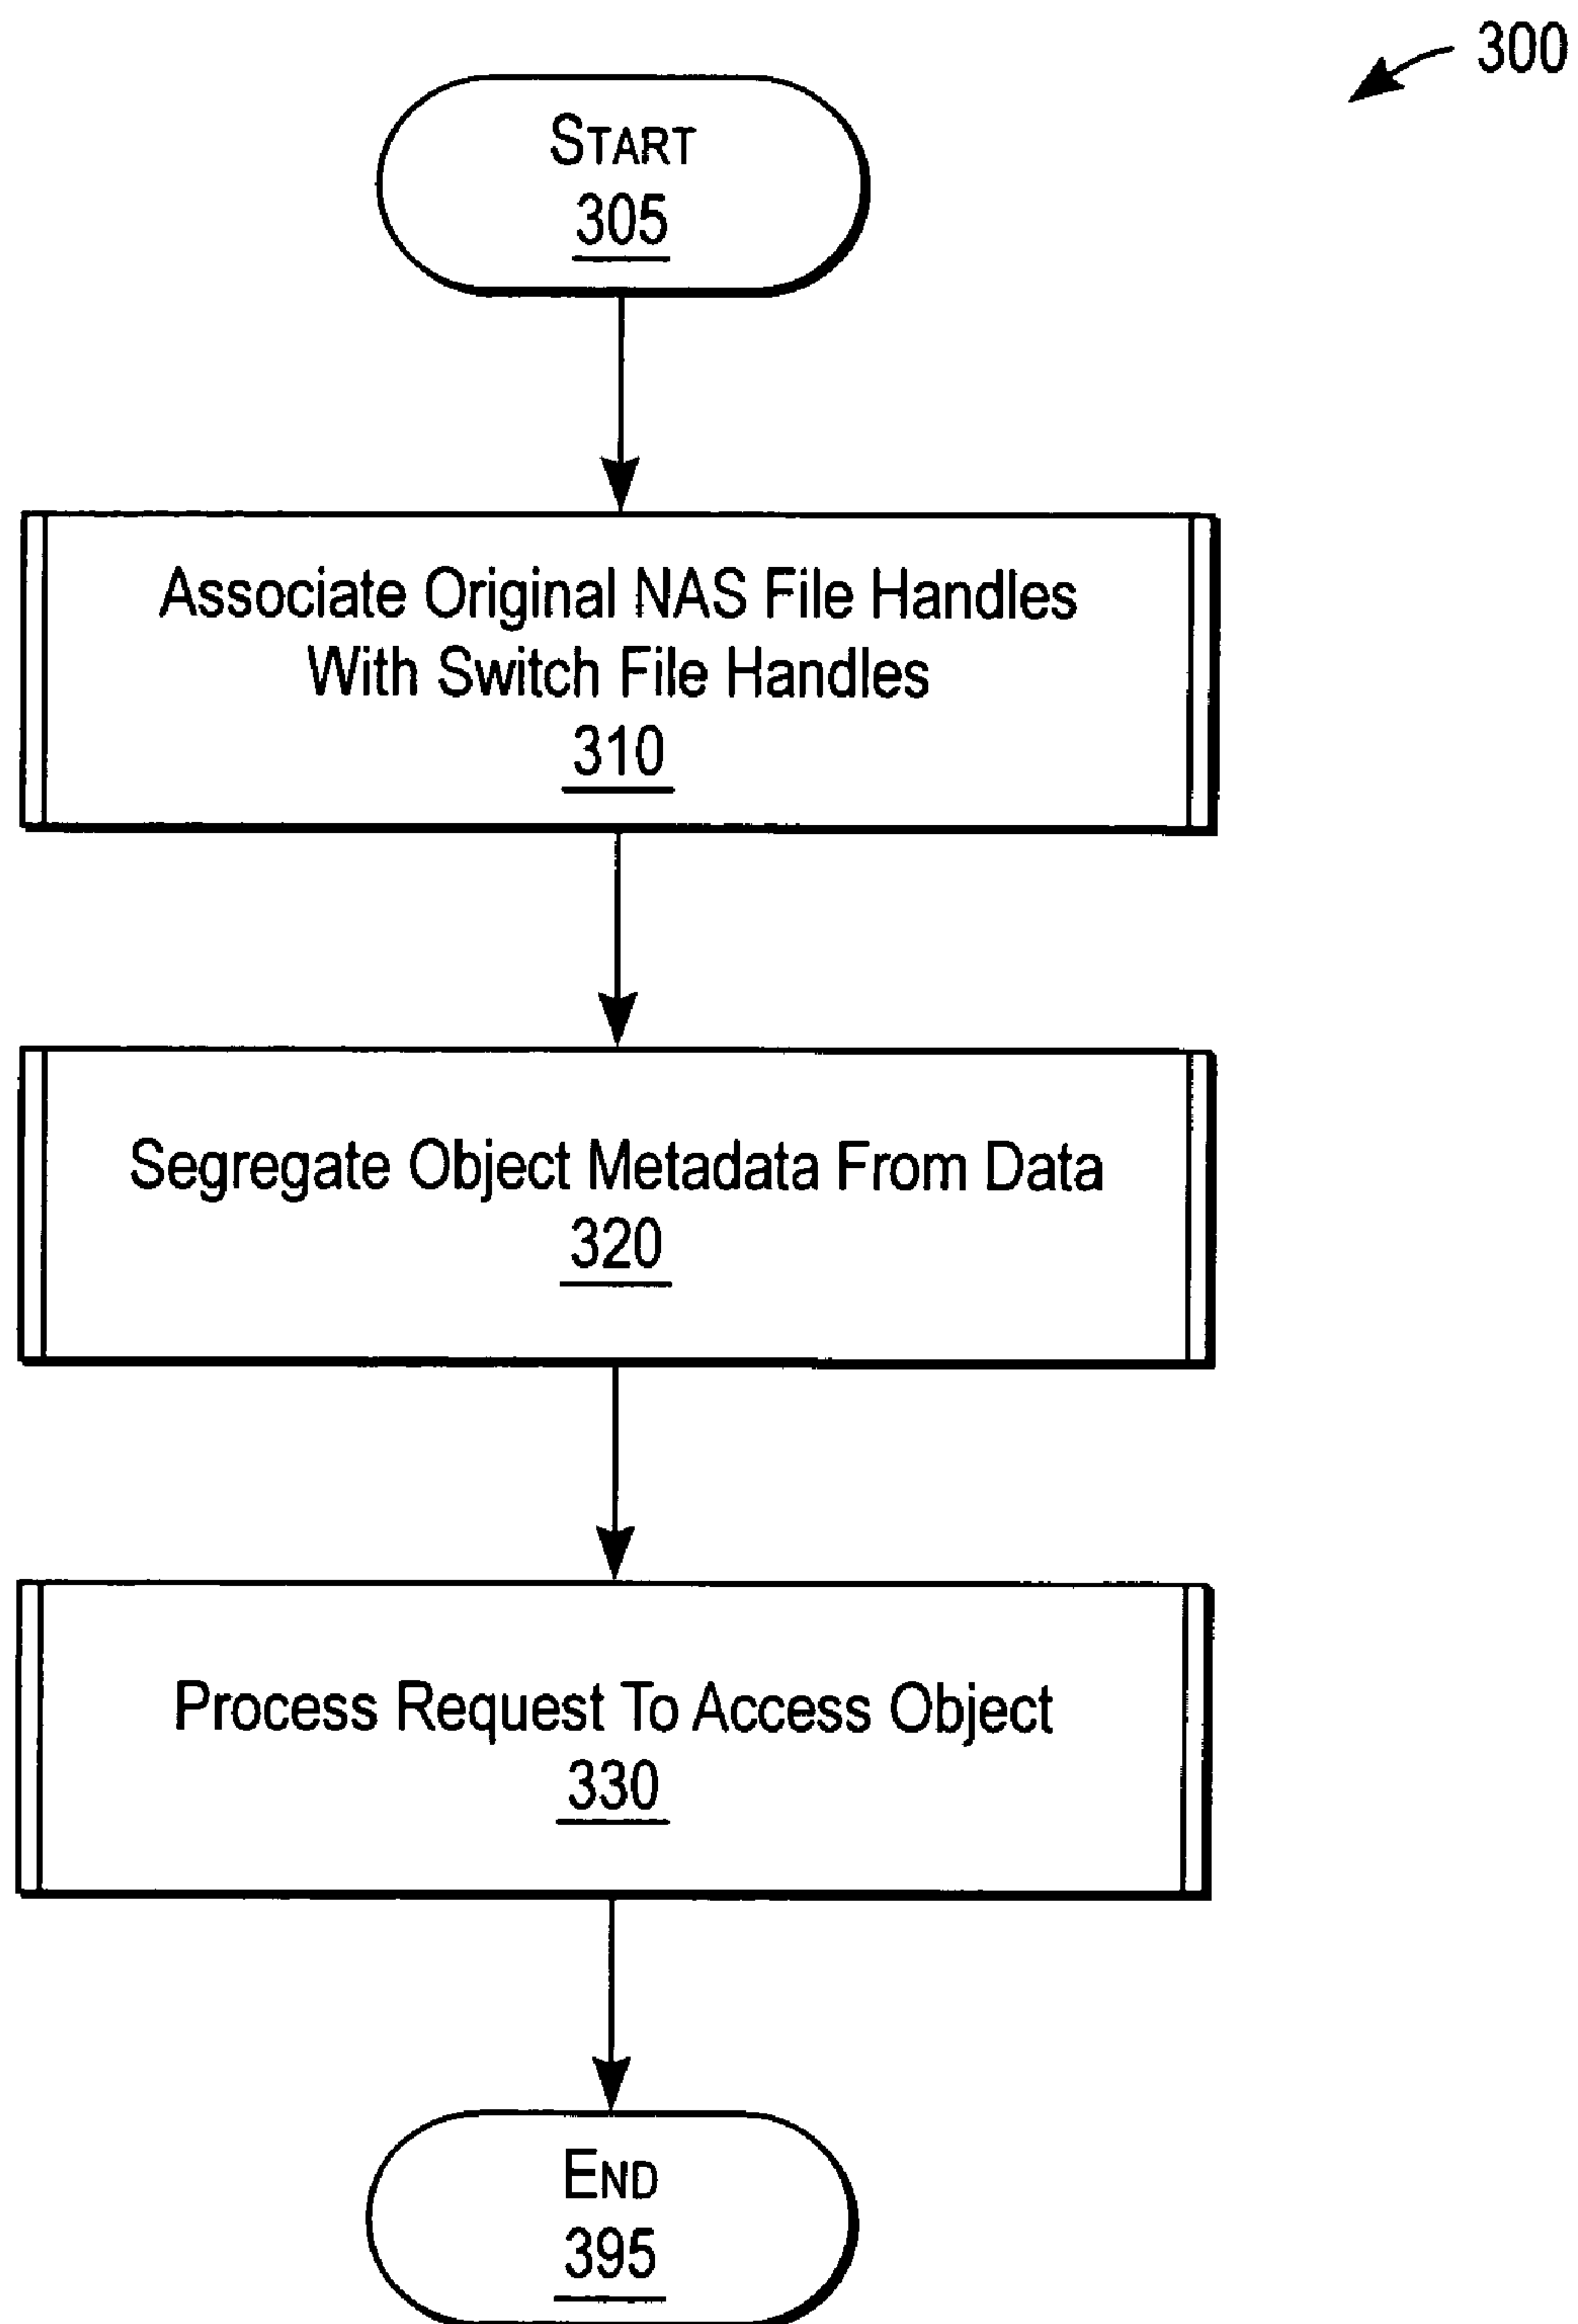 300
START
305
Associate Original NAS File Handles
With Switch File Handles
310
Segregate Object Metadata From Data
320
Process Request To Access Object
330
END
395